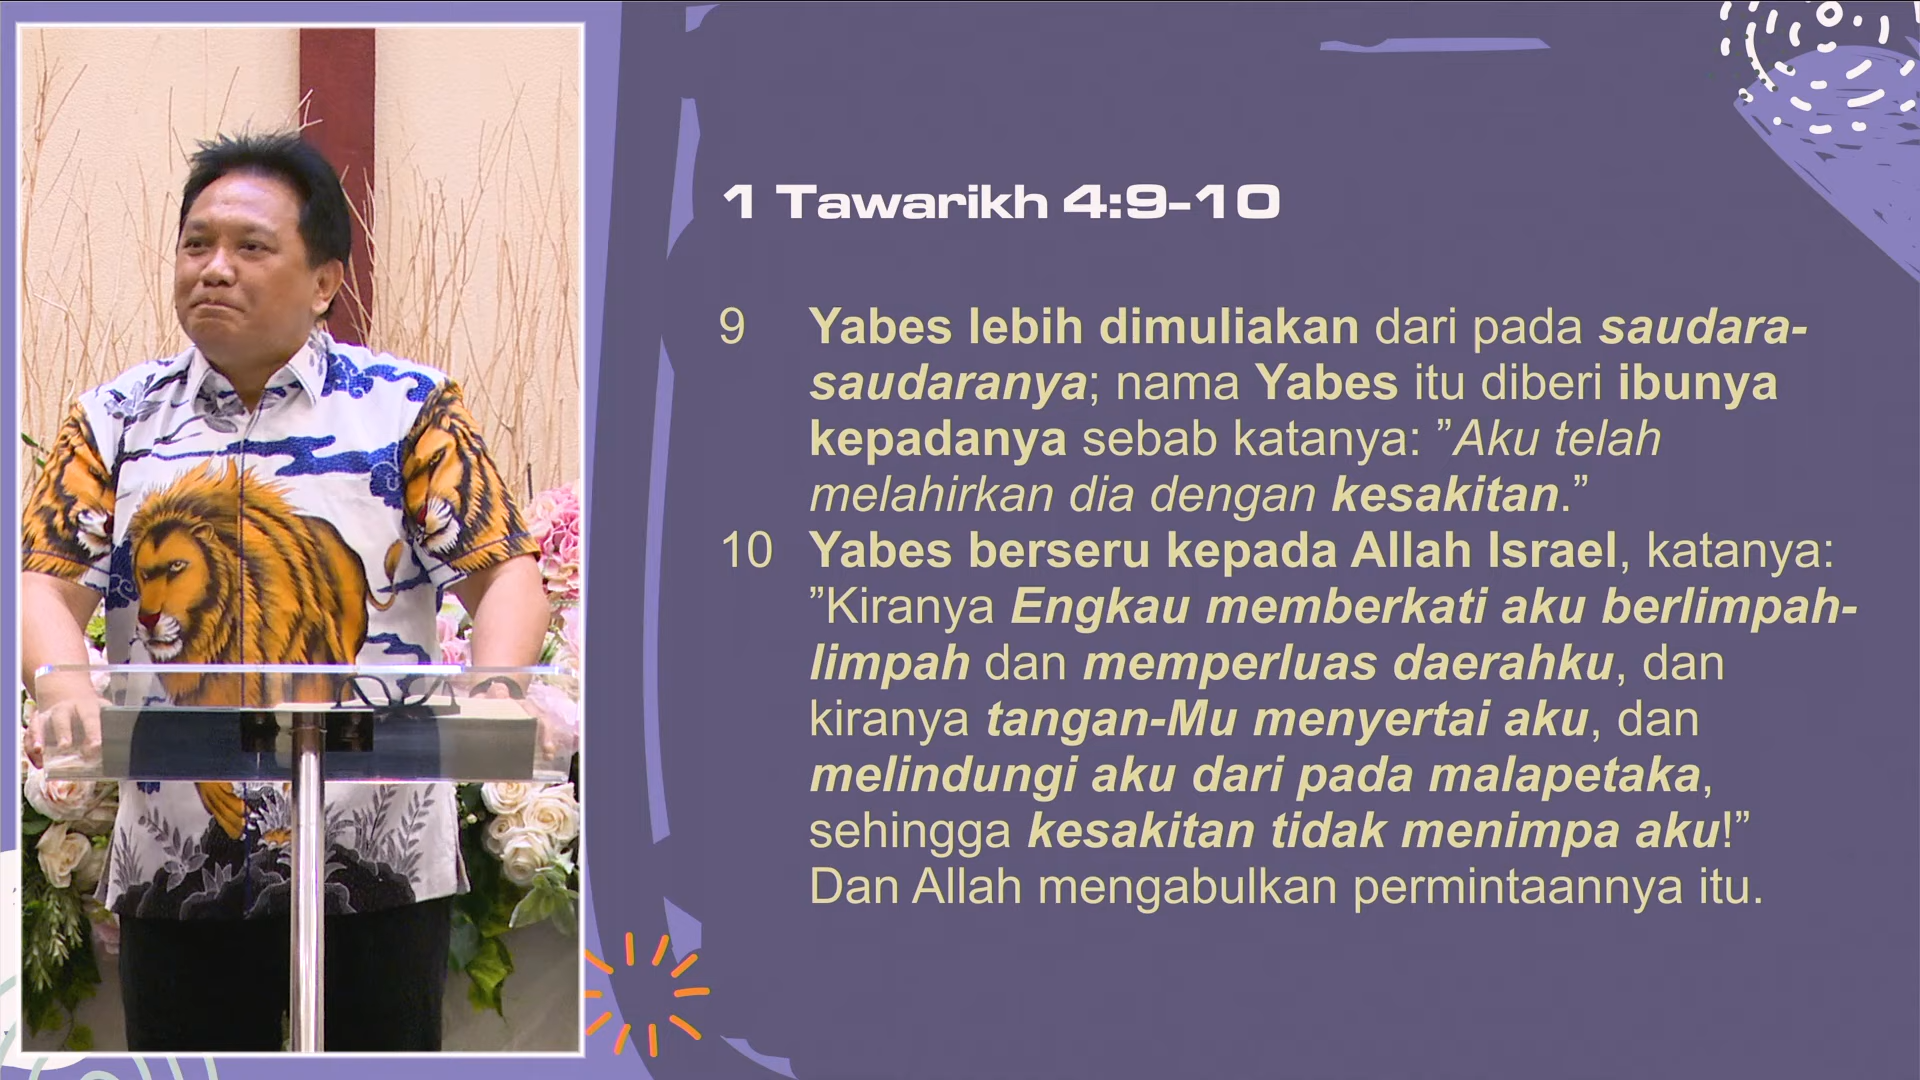 1 Tawarikh 4:9-10
9 Yabes lebih dimuliakan dari pada saudara-
saudaranya; nama Yabes itu diberi ibunya
kepadanya sebab katanya: ”Aku telah
melahirkan dia dengan kesakitan.”
10 Yabes berseru kepada Allah Israel, katanya:
”Kiranya Engkau memberkati aku berlimpah-
limpah dan memperluas daerahku, dan
kiranya tangan-Mu menyertai aku, dan
melindungi aku dari pada malapetaka,
sehingga kesakitan tidak menimpa aku!”
Dan Allah mengabulkan permintaannya itu.